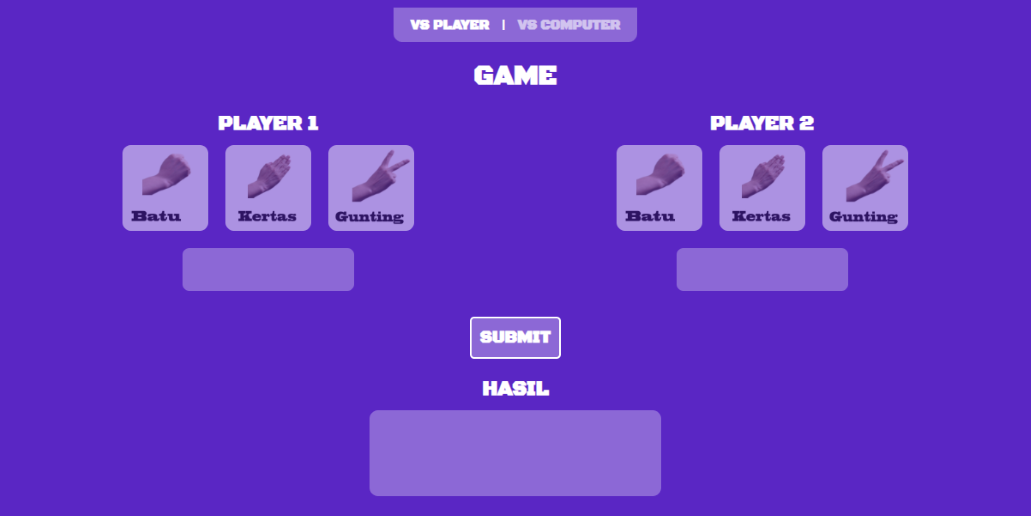 VS PLAYER | VS COMPUTER
GAME
PLAYER 1
Batu Kertas Gunting
PLAYER 2
Batu Kertas Gunting
SUBMIT
HASIL